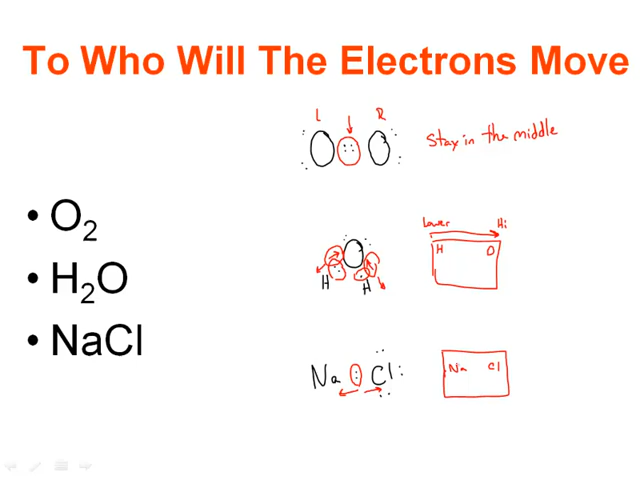 To Who Will The Electrons Move
L R
O O
Stay in the middle
• O₂
Lower Hi
O
H O
H H
• H₂O
• NaCl
Na Cl
Na Cl